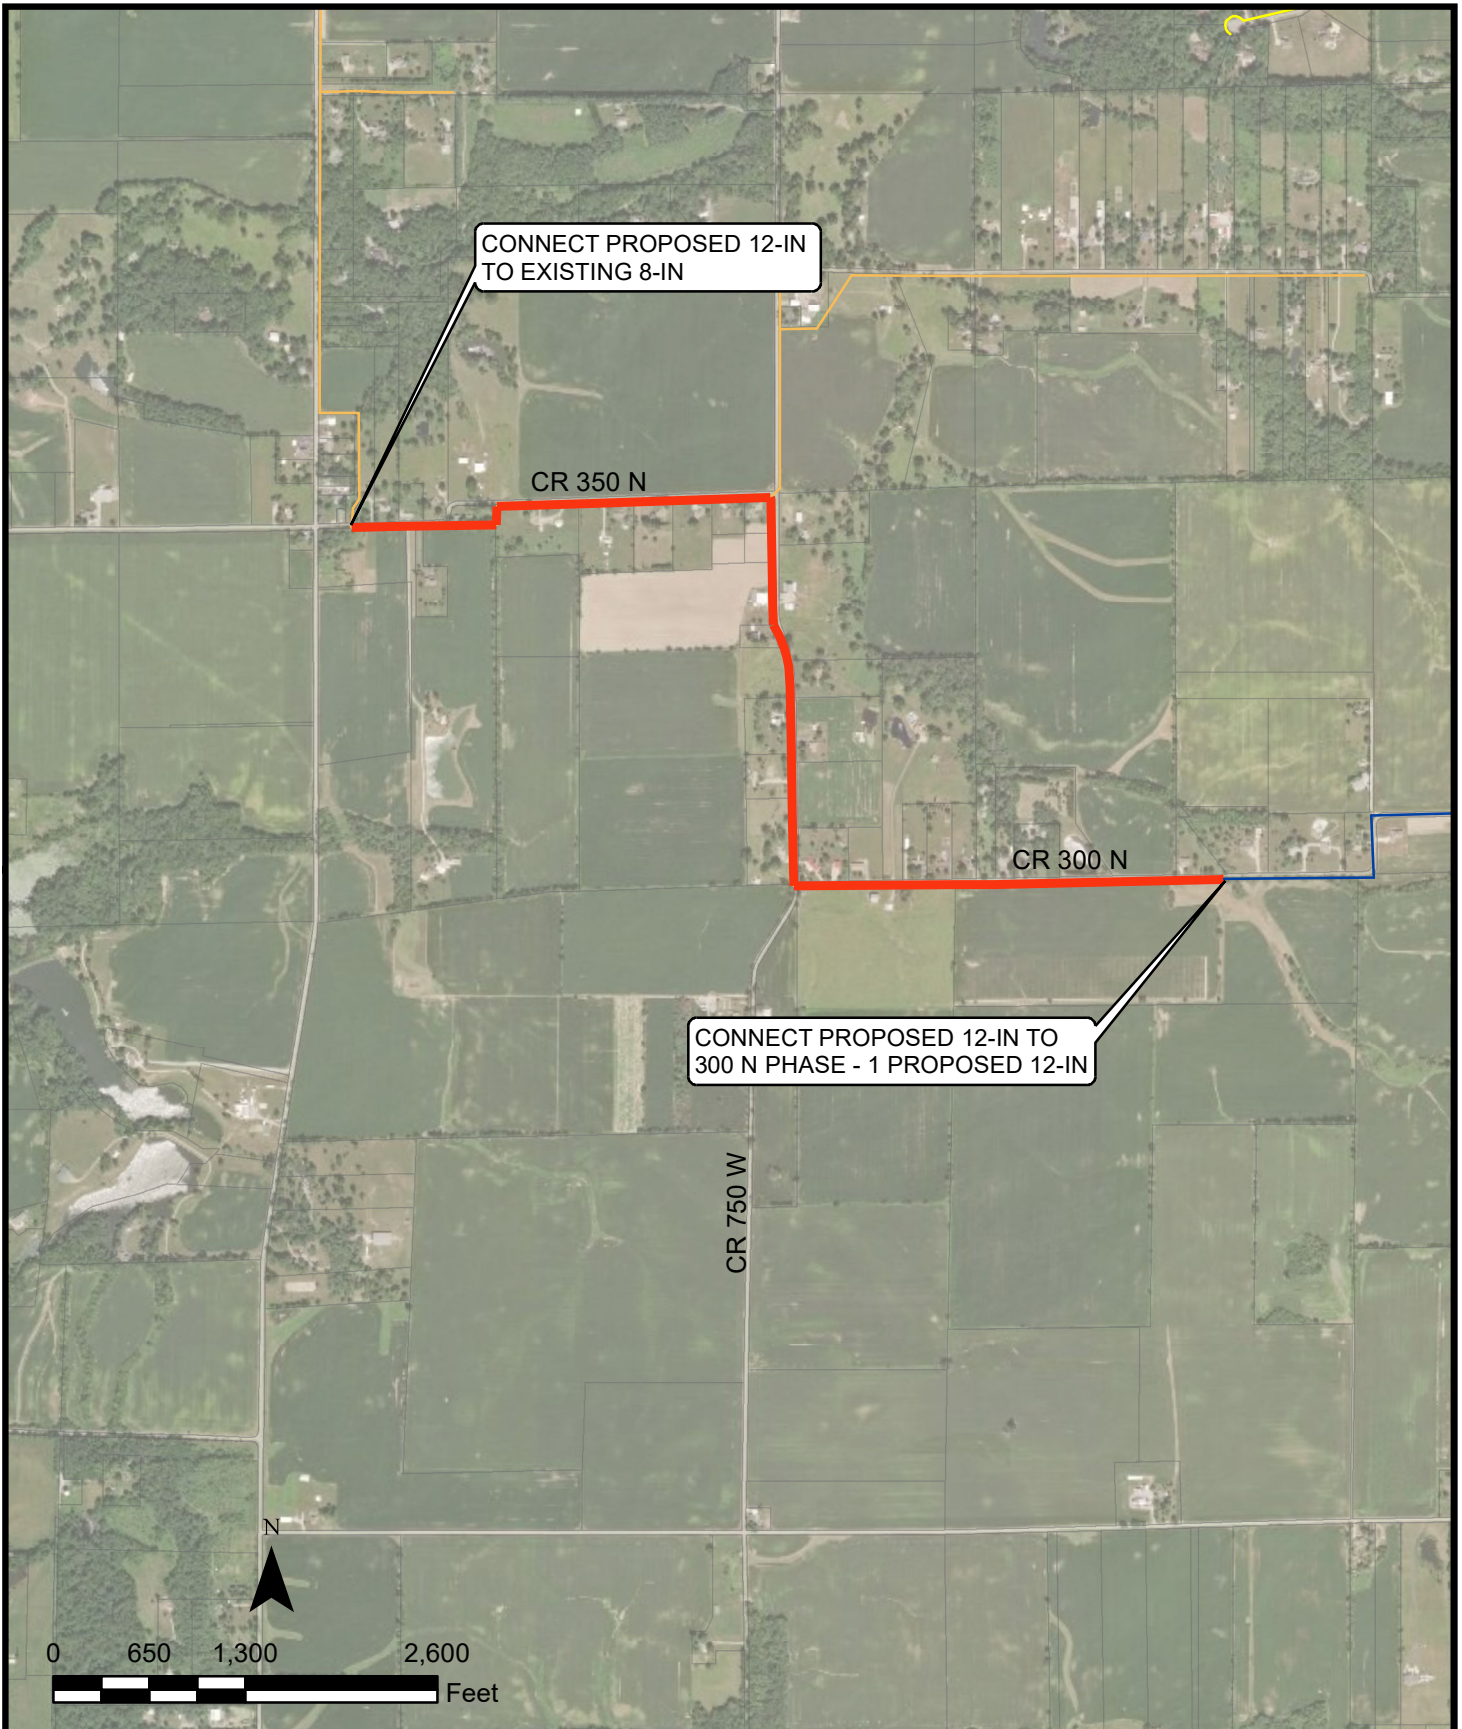 CONNECT PROPOSED 12-IN
TO EXISTING 8-IN
CR 350 N
CR 300 N
CONNECT PROPOSED 12-IN TO
300 N PHASE - 1 PROPOSED 12-IN
CR 750 W
N
0 650 1,300 2,600
Feet